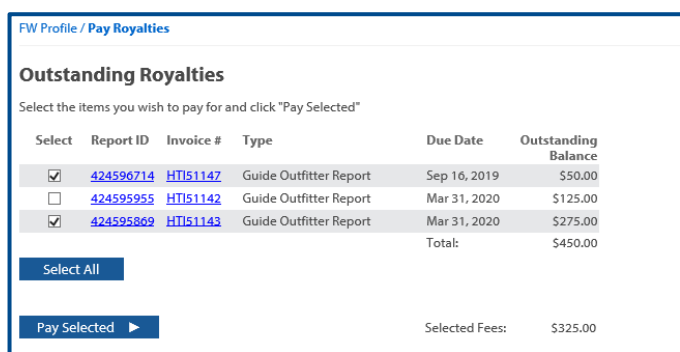 FW Profile / Pay Royalties
Outstanding Royalties
Select the items you wish to pay for and click "Pay Selected"
Select Report ID Invoice # Type Due Date Outstanding
Balance
424596714 HTI51147 Guide Outfitter Report Sep 16, 2019 $50.00
424595955 HTI51142 Guide Outfitter Report Mar 31, 2020 $125.00
424595869 HTI51143 Guide Outfitter Report Mar 31, 2020 $275.00
Total: $450.00
Select All
Pay Selected Selected Fees: $325.00